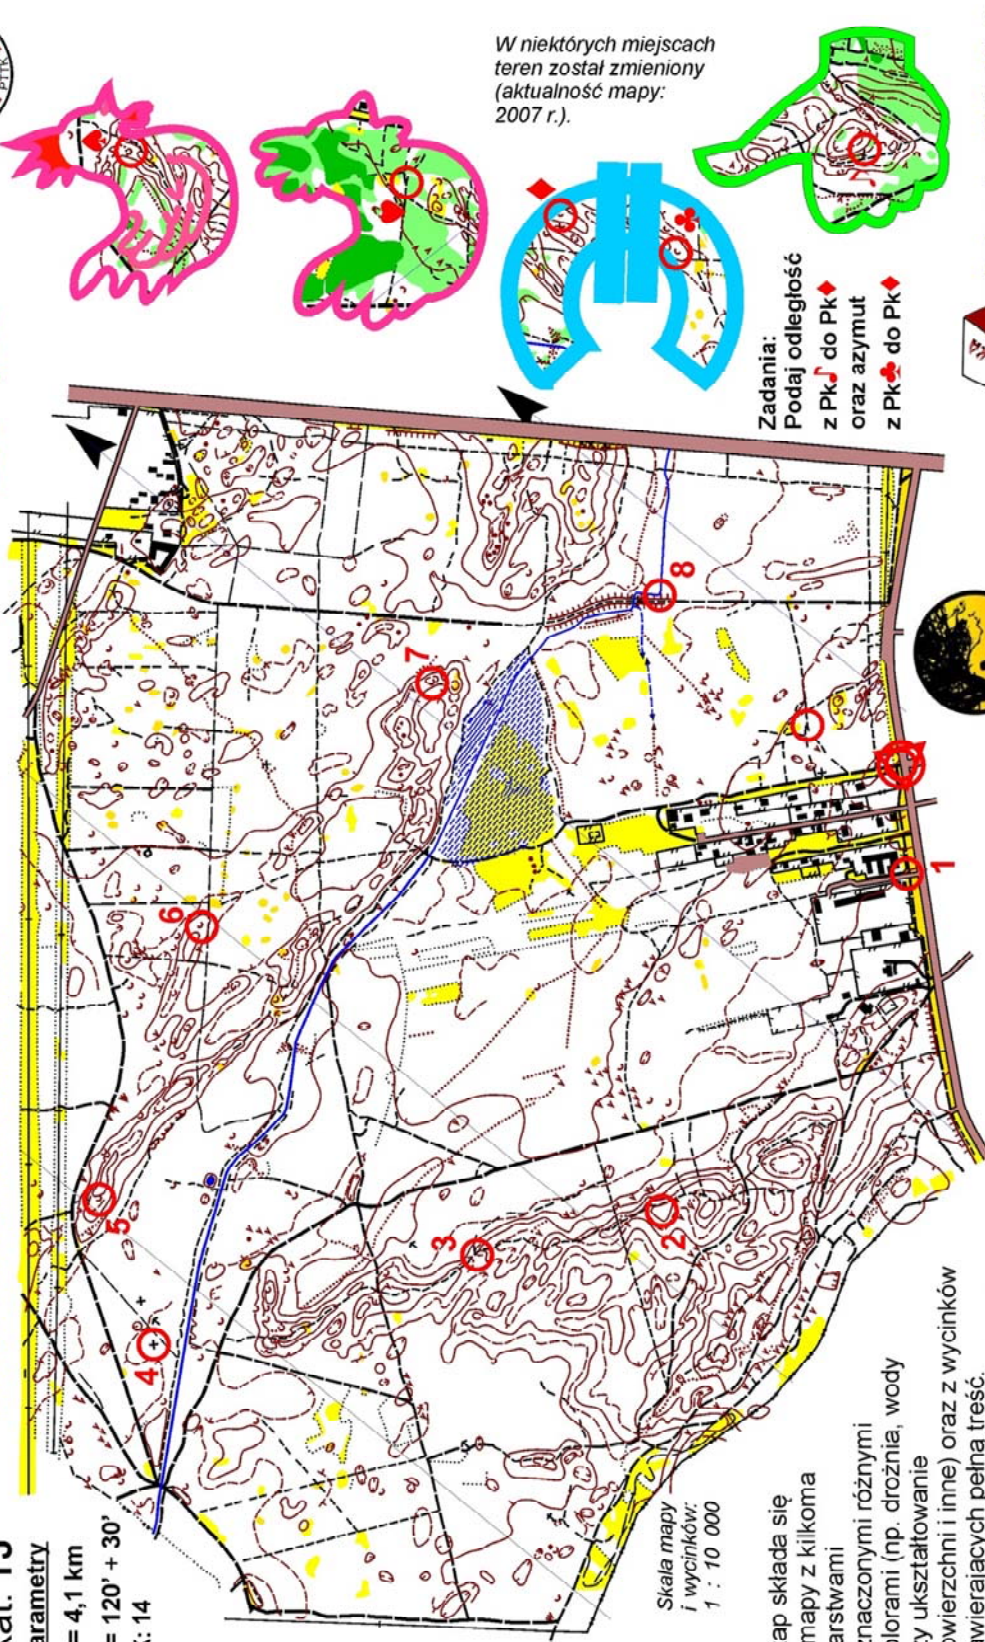 PTTK
W niektórych miejscach
teren został zmieniony
(aktualność mapy:
2007 r.).
Zadania:
Podaj odległość
z Pk do Pk
oraz azymut
z Pk♣ do Pk♦
8
7
1
6
5
3
2
4
Skala mapy
i wycinków:
1 : 10 000
arametry
= 4,1 km
= 120' + 30'
: 14
ap składa się
mapy z kilkoma
arstwami
znaczonymi różnymi
olorami (np. drożnia, wody
y ukształtowanie
owierzchni i inne) oraz z wycinków
awierających pełną treść.